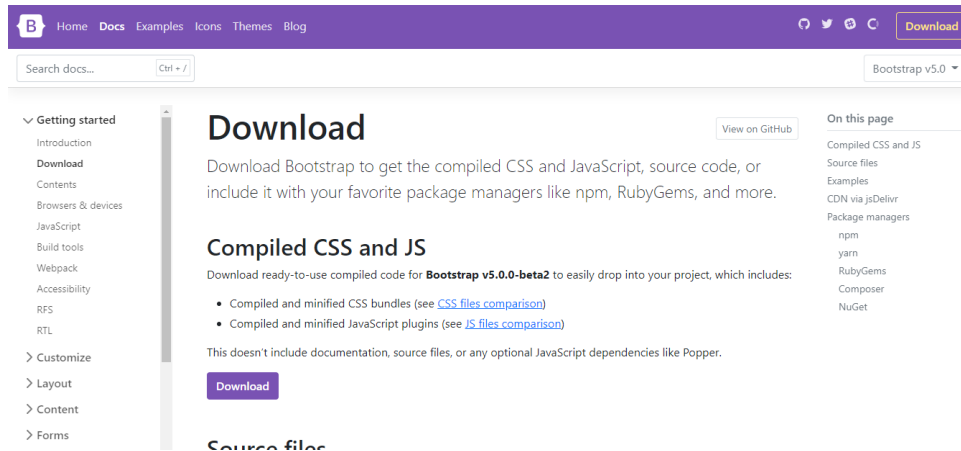 B Home Docs Examples Icons Themes Blog Download
Search docs... Ctrl + / Bootstrap v5.0
Getting started
Introduction
Download
Contents
Browsers & devices
JavaScript
Build tools
Webpack
Accessibility
RFS
RTL
Customize
Layout
Content
Forms
Download
View on GitHub
Download Bootstrap to get the compiled CSS and JavaScript, source code, or
include it with your favorite package managers like npm, RubyGems, and more.
Compiled CSS and JS
Download ready-to-use compiled code for Bootstrap v5.0.0-beta2 to easily drop into your project, which includes:
• Compiled and minified CSS bundles (see CSS files comparison)
• Compiled and minified JavaScript plugins (see JS files comparison)
This doesn't include documentation, source files, or any optional JavaScript dependencies like Popper.
Download
Source files
On this page
Compiled CSS and JS
Source files
Examples
CDN via jsDelivr
Package managers
npm
yarn
RubyGems
Composer
NuGet